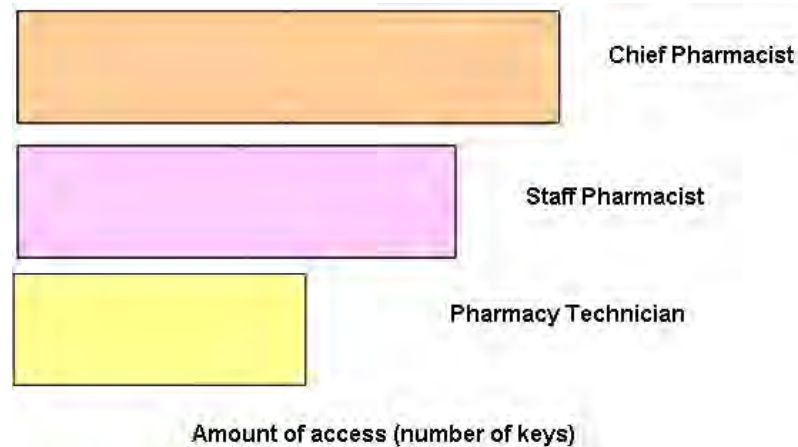 Chief Pharmacist
Staff Pharmacist
Pharmacy Technician
Amount of access (number of keys)